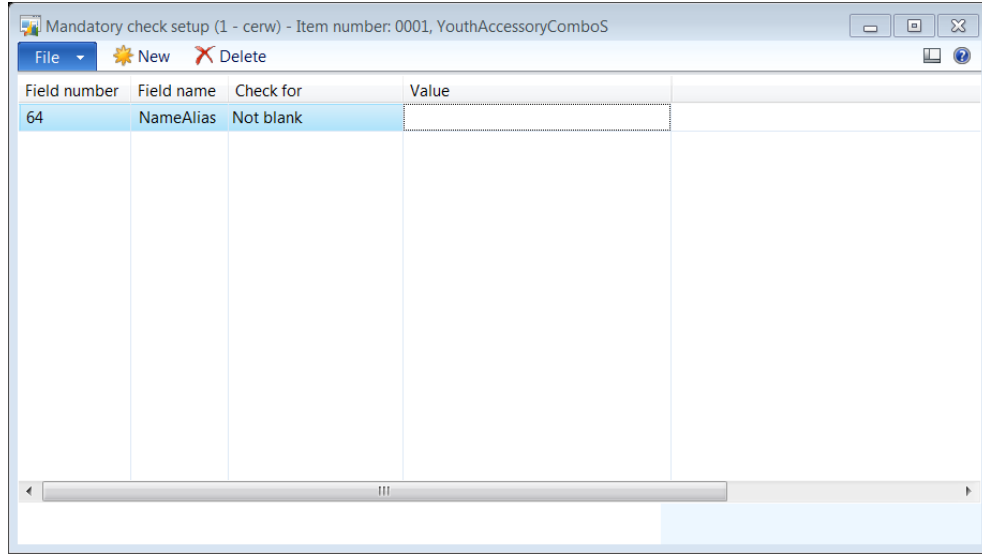 Mandatory check setup (1 - cerw) - Item number: 0001, YouthAccessoryComboS
File New Delete
Field number Field name Check for Value
64 NameAlias Not blank